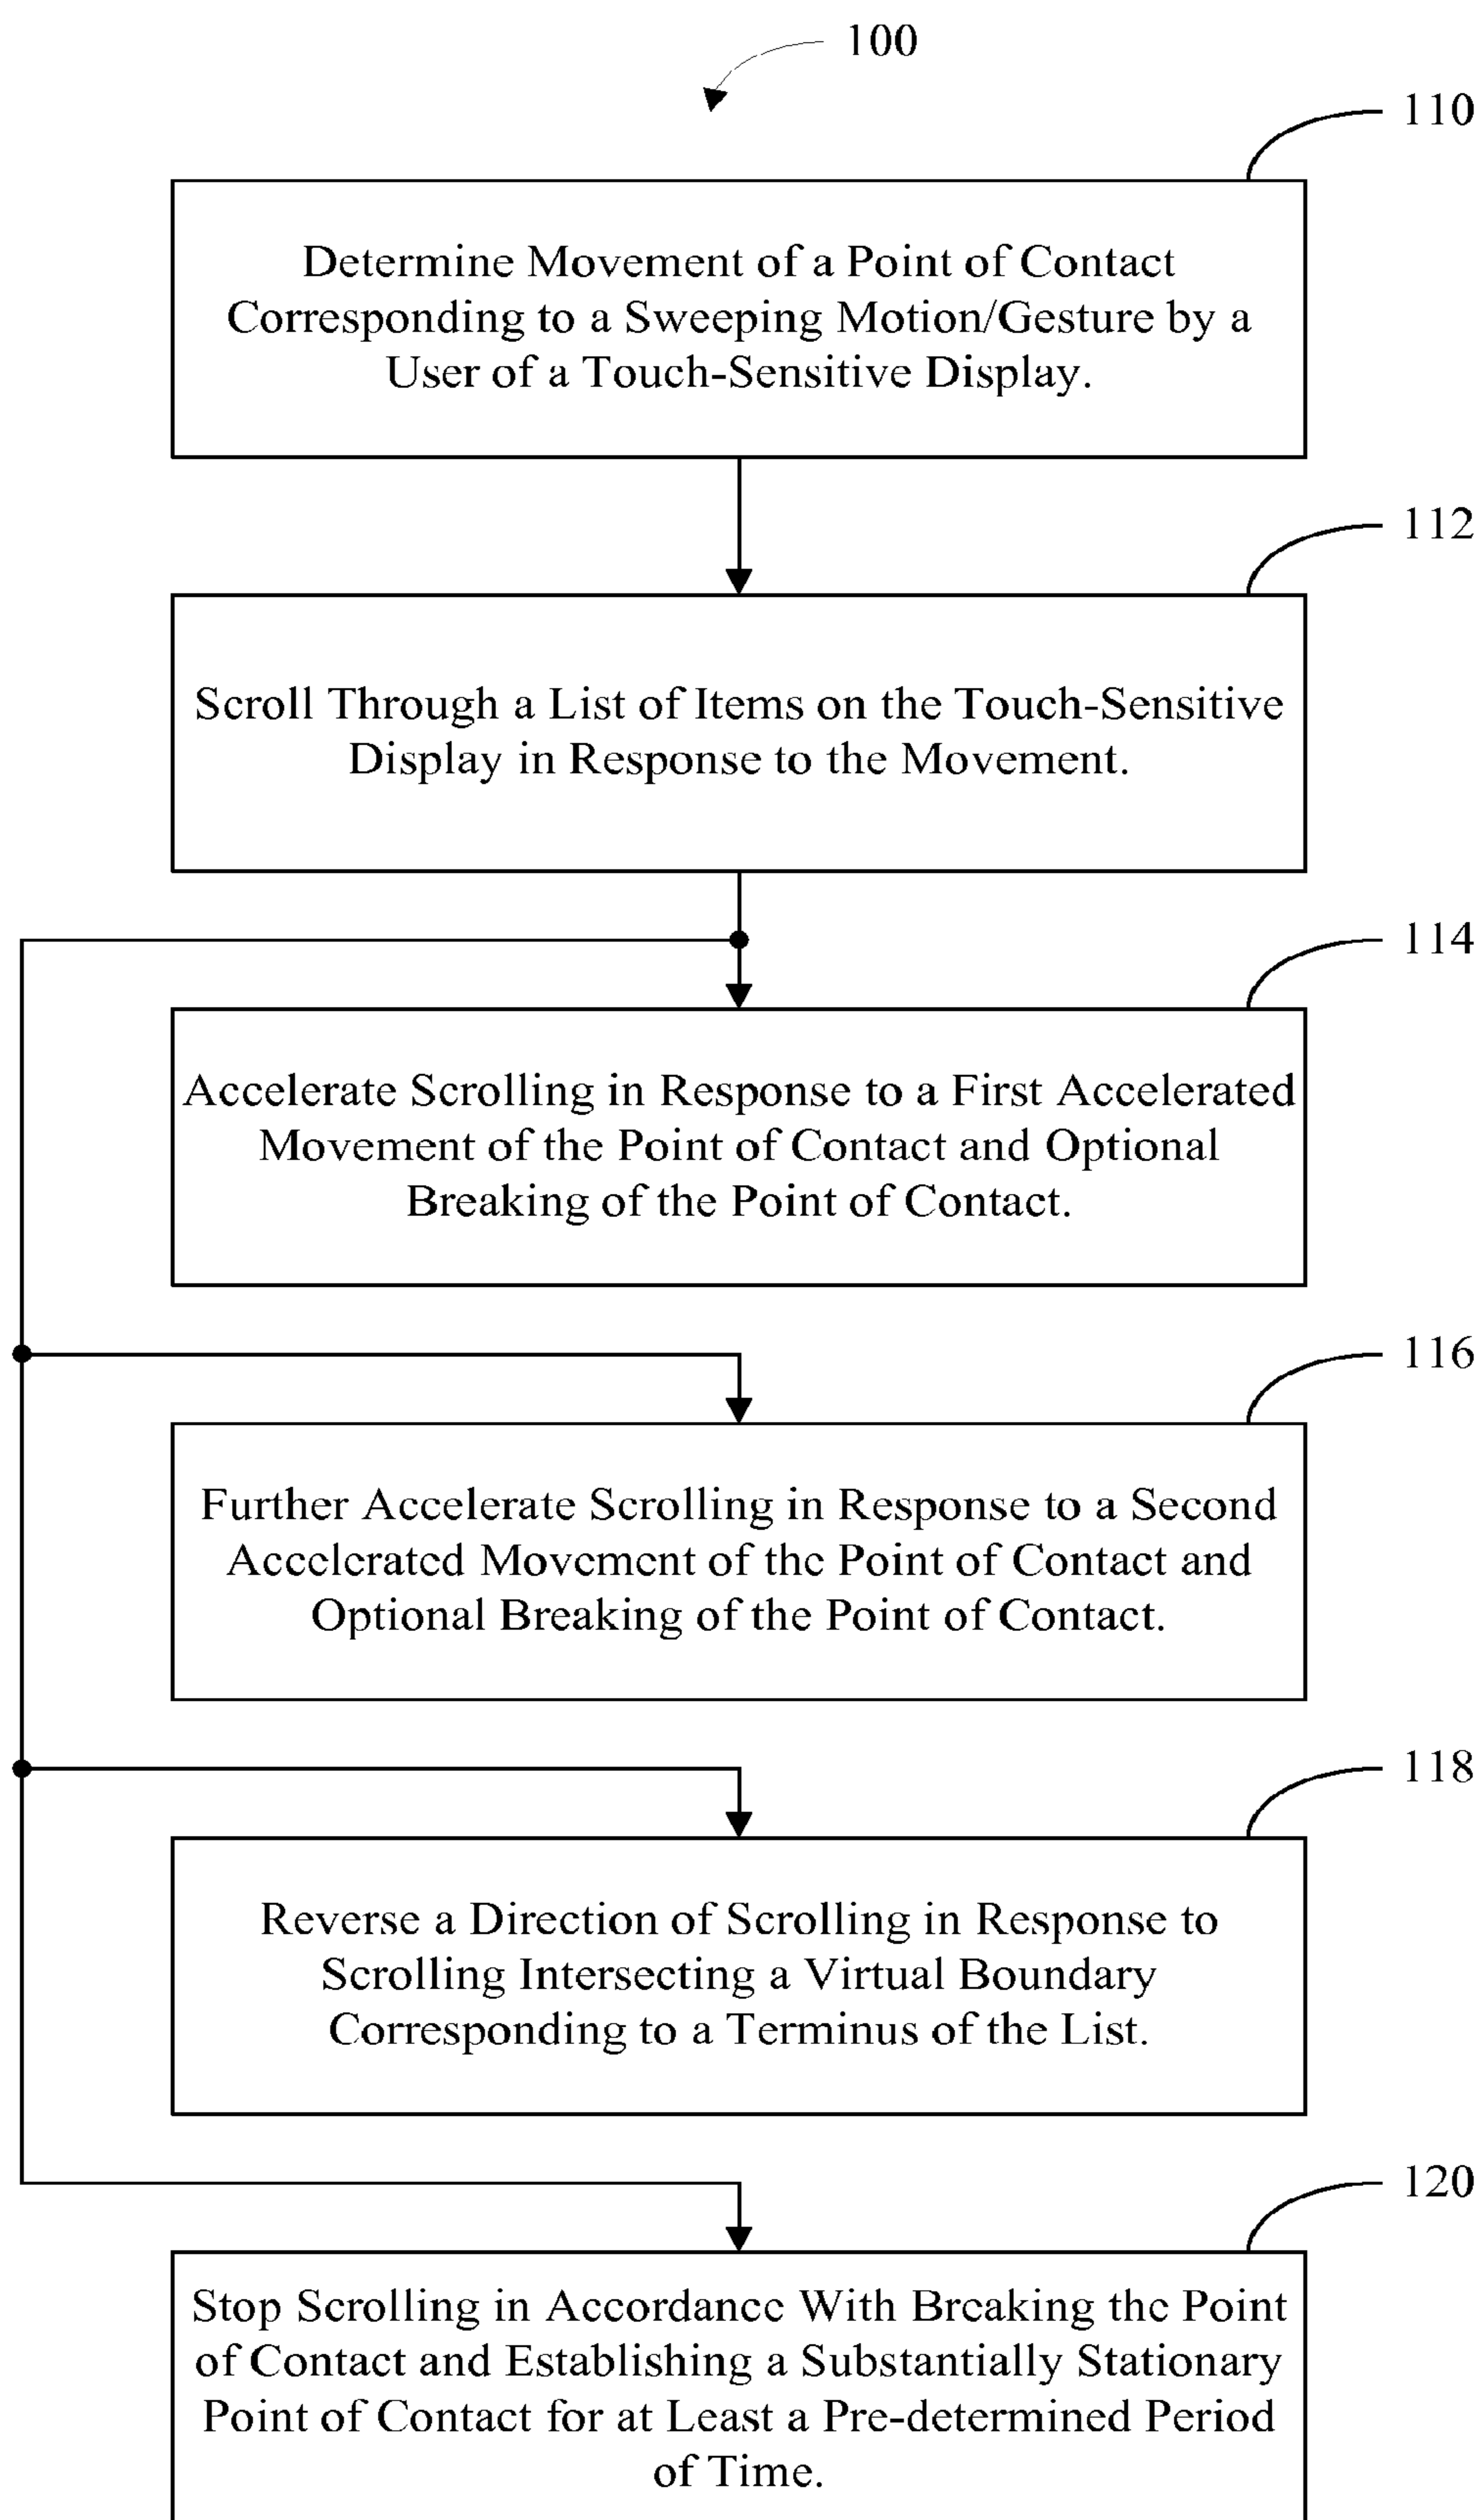 100
110
Determine Movement of a Point of Contact
Corresponding to a Sweeping Motion/Gesture by a
User of a Touch-Sensitive Display.
112
Scroll Through a List of Items on the Touch-Sensitive
Display in Response to the Movement.
114
Accelerate Scrolling in Response to a First Accelerated
Movement of the Point of Contact and Optional
Breaking of the Point of Contact.
116
Further Accelerate Scrolling in Response to a Second
Accelerated Movement of the Point of Contact and
Optional Breaking of the Point of Contact.
118
Reverse a Direction of Scrolling in Response to
Scrolling Intersecting a Virtual Boundary
Corresponding to a Terminus of the List.
120
Stop Scrolling in Accordance With Breaking the Point
of Contact and Establishing a Substantially Stationary
Point of Contact for at Least a Pre-determined Period
of Time.